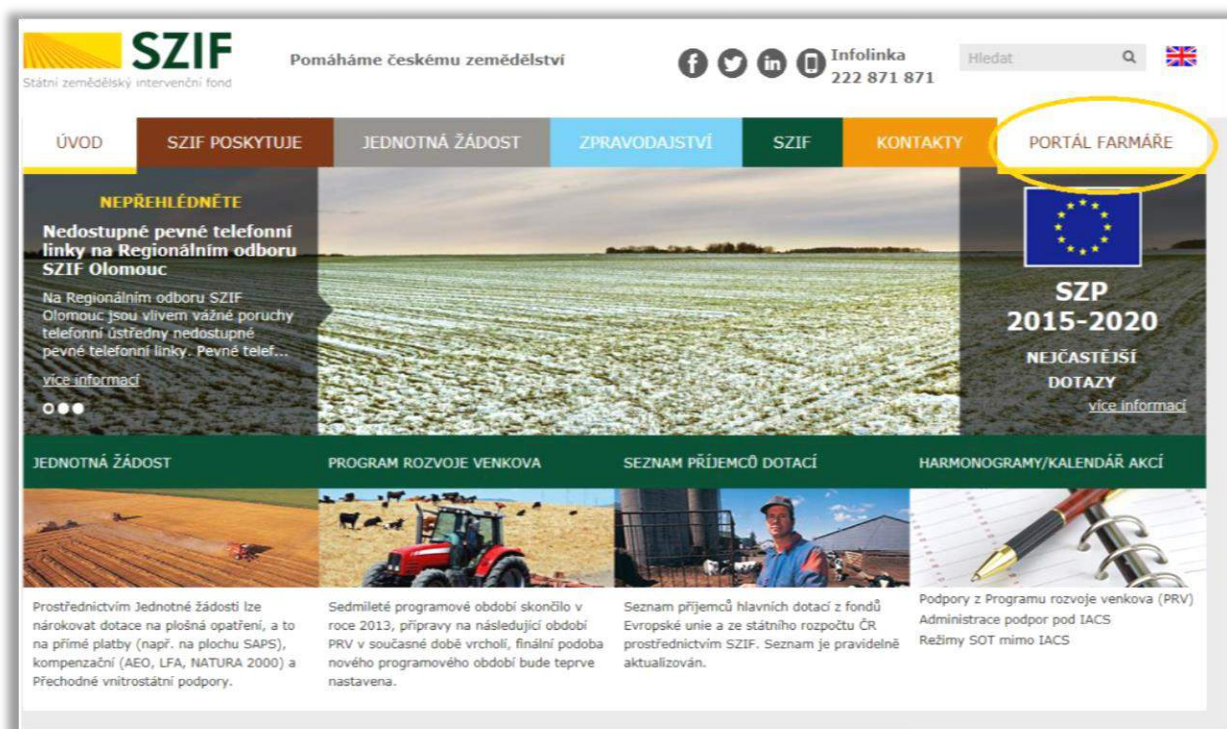 SZIF
Státní zemědělský intervenční fond
Pomáháme českému zemědělství
Infolinka
222 871 871
Hledat
ÚVOD
SZIF POSKYTUJE
JEDNOTNÁ ŽÁDOST
ZPRAVODAJSTVÍ
SZIF
KONTAKTY
PORTÁL FARMÁŘE
NEPŘEHLÉDNĚTE
Nedostupné pevné telefonní
linky na Regionálním odboru
SZIF Olomouc
Na Regionálním odboru SZIF
Olomouc jsou vlivem vážné poruchy
telefonní ústředny nedostupné
pevné telefonní linky. Pevné telef...
více informací
SZP
2015-2020
NEJČASTĚJŠÍ
DOTAZY
více informací
JEDNOTNÁ ŽÁDOST
Prostřednictvím Jednotné žádosti lze
nárokovat dotace na plošná opatření, a to
na přímé platby (např. na plochu SAPS),
kompenzační (AEO, LFA, NATURA 2000) a
Přechodné vnitrostátní podpory.
PROGRAM ROZVOJE VENKOVA
Sedmileté programové období skončilo v
roce 2013, přípravy na následující období
PRV v současné době vrcholí, finální podoba
nového programového období bude teprve
nastavena.
SEZNAM PŘÍJEMCŮ DOTACÍ
Seznam příjemců hlavních dotací z fondů
Evropské unie a ze státního rozpočtu ČR
prostřednictvím SZIF. Seznam je pravidelně
aktualizován.
HARMONOGRAMY/KALENDÁŘ AKCÍ
Podpory z Programu rozvoje venkova (PRV)
Administrace podpor pod IACS
Režimy SOT mimo IACS